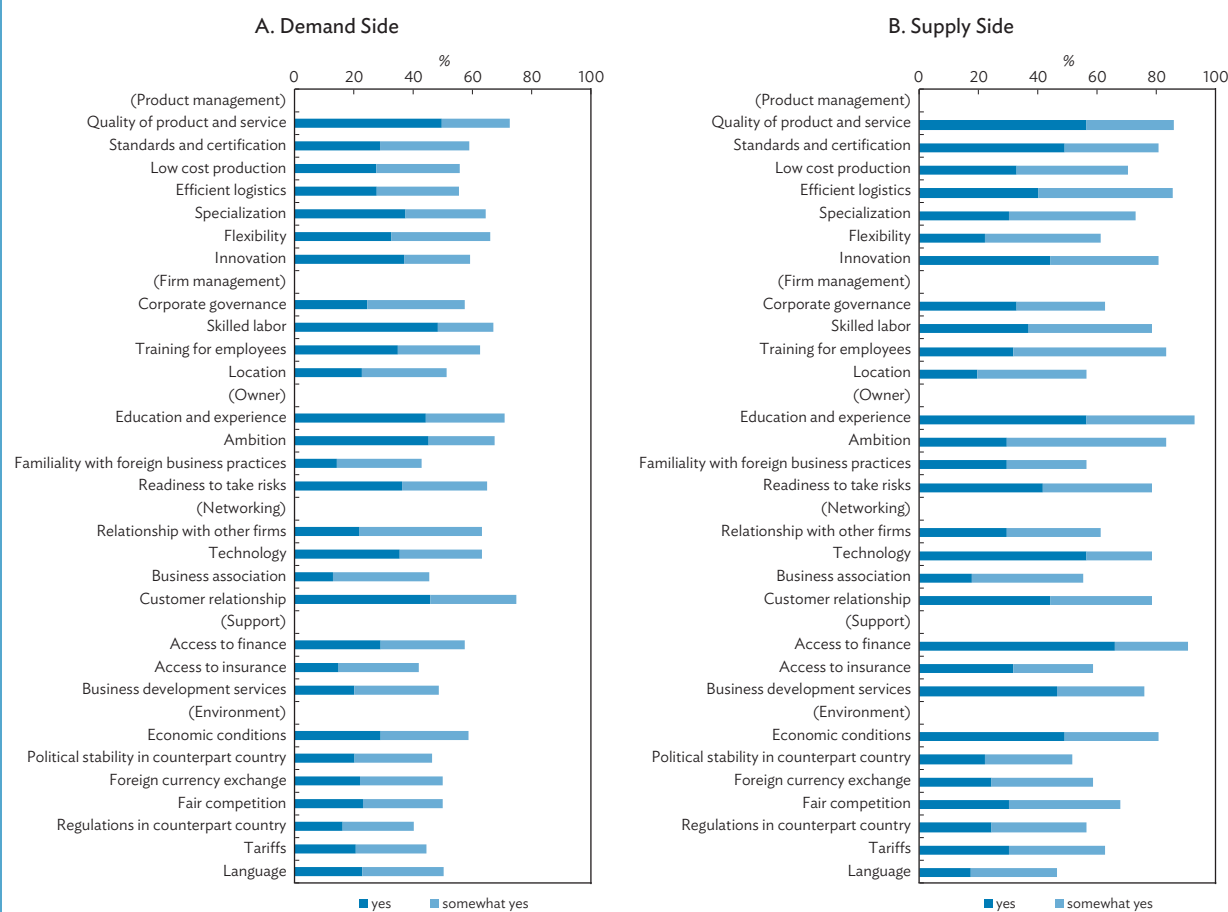 A. Demand Side
%
0 20 40 60 80 100
(Product management)
Quality of product and service
Standards and certification
Low cost production
Efficient logistics
Specialization
Flexibility
Innovation
(Firm management)
Corporate governance
Skilled labor
Training for employees
Location
(Owner)
Education and experience
Ambition
Familiality with foreign business practices
Readiness to take risks
(Networking)
Relationship with other firms
Technology
Business association
Customer relationship
(Support)
Access to finance
Access to insurance
Business development services
(Environment)
Economic conditions
Political stability in counterpart country
Foreign currency exchange
Fair competition
Regulations in counterpart country
Tariffs
Language
yes somewhat yes
B. Supply Side
%
0 20 40 60 80 100
(Product management)
Quality of product and service
Standards and certification
Low cost production
Efficient logistics
Specialization
Flexibility
Innovation
(Firm management)
Corporate governance
Skilled labor
Training for employees
Location
(Owner)
Education and experience
Ambition
Familiality with foreign business practices
Readiness to take risks
(Networking)
Relationship with other firms
Technology
Business association
Customer relationship
(Support)
Access to finance
Access to insurance
Business development services
(Environment)
Economic conditions
Political stability in counterpart country
Foreign currency exchange
Fair competition
Regulations in counterpart country
Tariffs
Language
yes somewhat yes